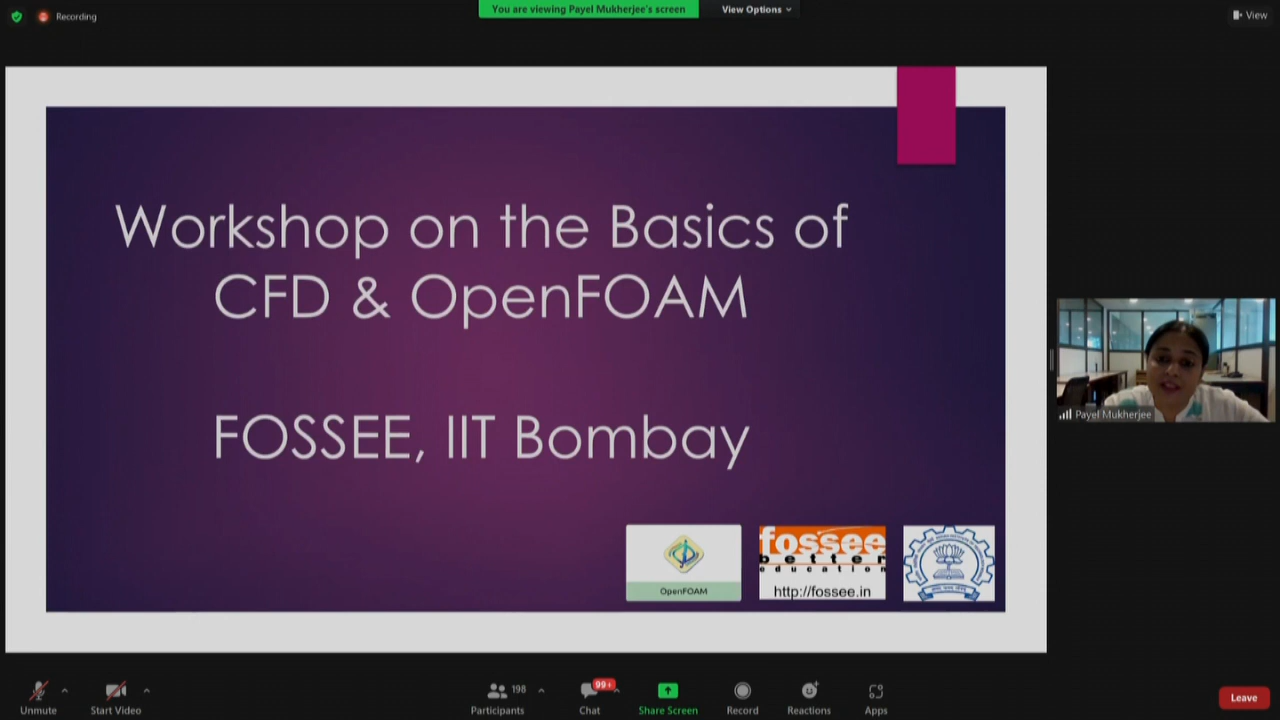 Recording
You are viewing Payel Mukherjee's screen
View Options
View
Workshop on the Basics of
CFD & OpenFOAM
FOSSEE, IIT Bombay
OpenFOAM
fossee
better
education
http://fossee.in
Payel Mukherjee
Unmute
Start Video
198
Participants
99+
Chat
Share Screen
Record
Reactions
Apps
Leave